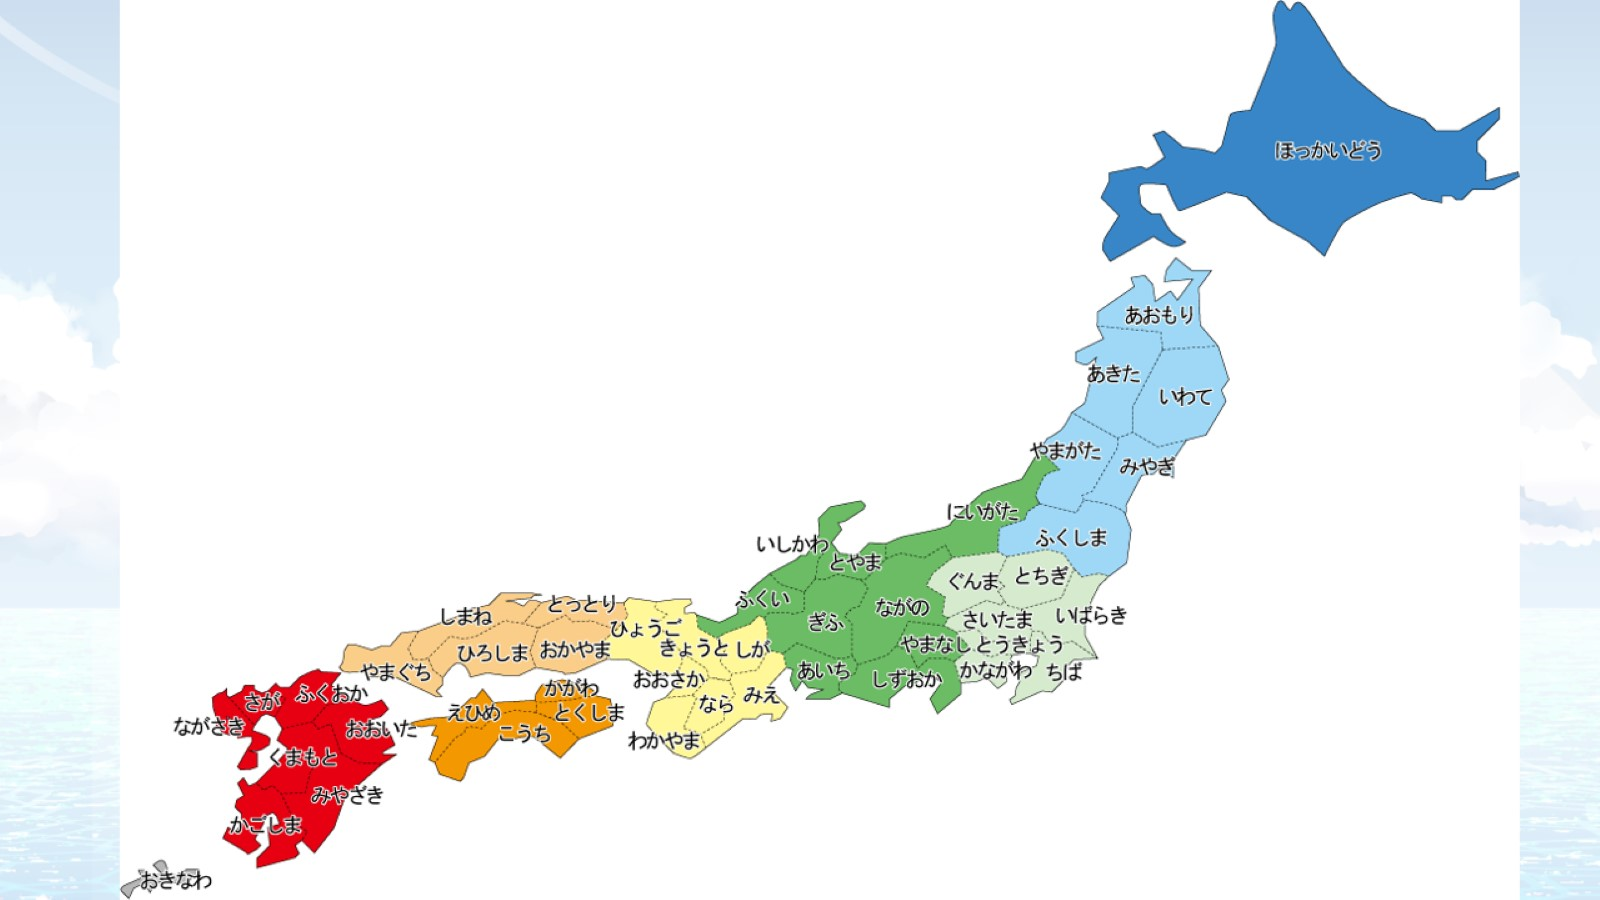 ほっかいどう
あおもり
あきた
いわて
やまがた
みやぎ
にいがた
ふくしま
いしかわ
とやま
ぐんま
とちぎ
ふくい
ながの
ぎふ
さいたま
いばらき
やまなし
とうきょう
あいち
しずおか
かながわ
ちば
しまね
とっとり
ひょうご
きょうと
しが
ひろしま
おかやま
やまぐち
おおさか
なら
みえ
わかやま
かがわ
えひめ
とくしま
こうち
さが
ふくおか
ながさき
おおいた
くまもと
みやざき
かごしま
おきなわ